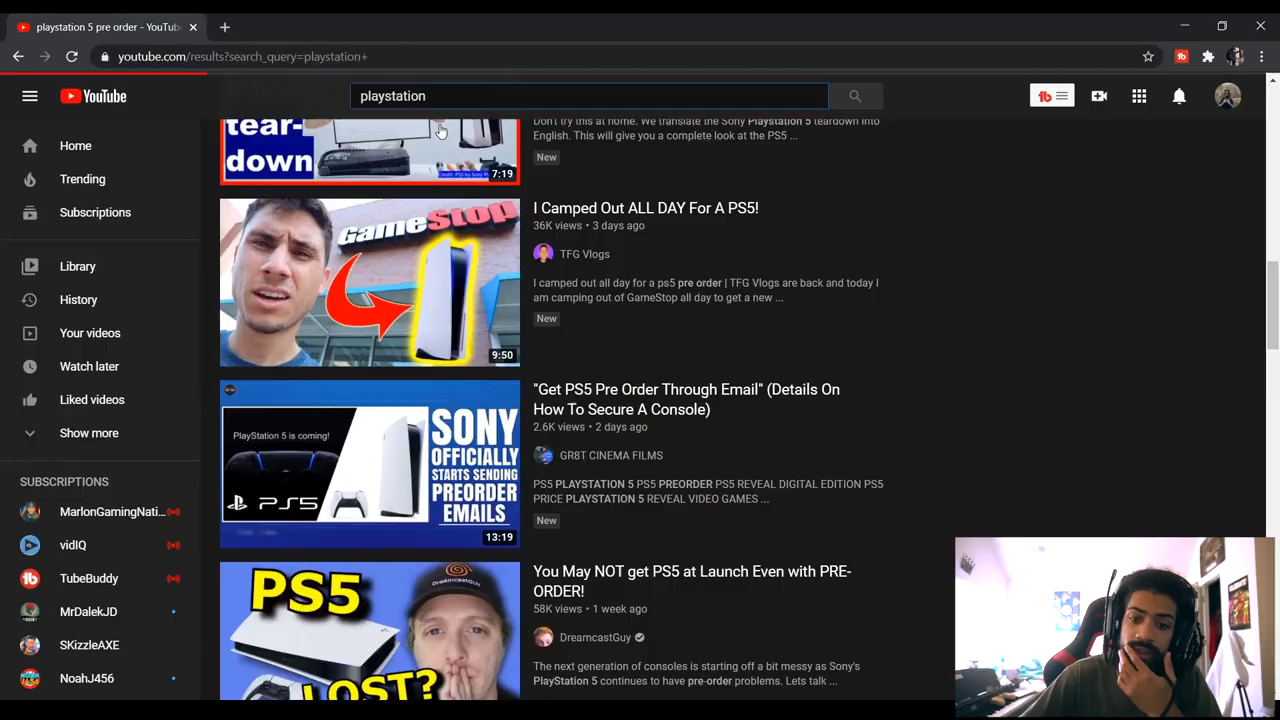 playstation 5 pre order - YouTub
youtube.com/results?search_query=playstation+
YouTube
playstation
Home
Trending
Subscriptions
Library
History
Your videos
Watch later
Liked videos
Show more
SUBSCRIPTIONS
MarlonGamingNati...
vidIQ
TubeBuddy
MrDalekJD
SKizzleAXE
NoahJ456
tear-
down
7:19
Don't try this at home. We translate the Sony Playstation 5 teardown into
English. This will give you a complete look at the PS5 ...
New
GameStop
9:50
I Camped Out ALL DAY For A PS5!
36K views • 3 days ago
TFG Vlogs
I camped out all day for a ps5 pre order | TFG Vlogs are back and today I
am camping out of GameStop all day to get a new ...
New
PlayStation 5 is coming!
PS5
SONY
OFFICIALLY
STARTS SENDING
PREORDER
EMAILS
13:19
"Get PS5 Pre Order Through Email" (Details On
How To Secure A Console)
2.6K views • 2 days ago
GR8T CINEMA FILMS
PS5 PLAYSTATION 5 PS5 PREORDER PS5 REVEAL DIGITAL EDITION PS5
PRICE PLAYSTATION 5 REVEAL VIDEO GAMES ...
New
PS5
LOST?
DreamcastGuy
You May NOT get PS5 at Launch Even with PRE-
ORDER!
58K views • 1 week ago
DreamcastGuy
The next generation of consoles is starting off a bit messy as Sony's
PlayStation 5 continues to have pre-order problems. Lets talk ...